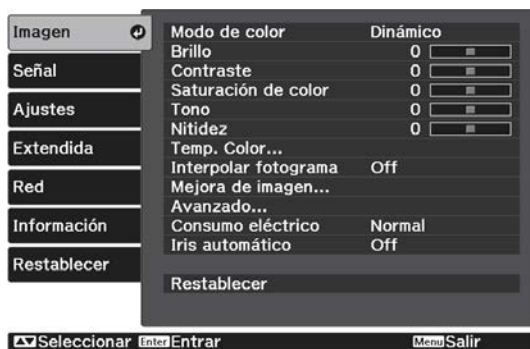 Imagen
Señal
Ajustes
Extendida
Red
Información
Restablecer
Modo de color Dinámico
Brillo 0
Contraste 0
Saturación de color 0
Tono 0
Nitidez 0
Temp. Color...
Interpolar fotograma Off
Mejora de imagen...
Avanzado...
Consumo eléctrico Normal
Iris automático Off
Restablecer
Seleccionar Enter Entrar Menu Salir